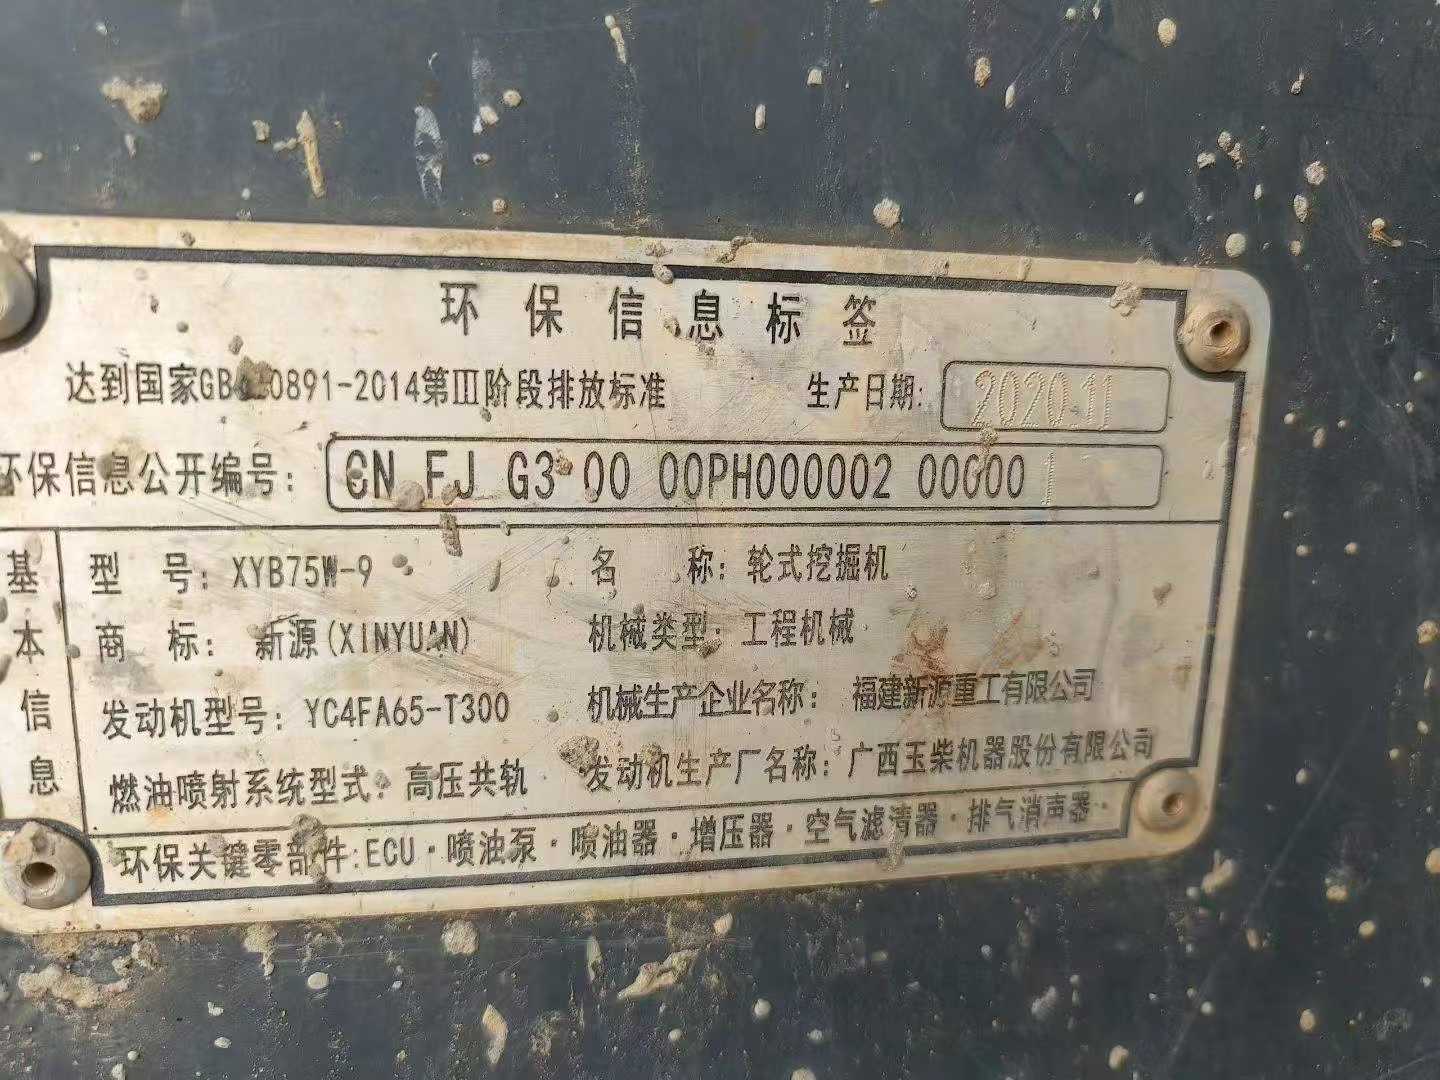 环保信息标签
达到国家GB 20891-2014第Ⅲ阶段排放标准 生产日期: 2020.11
环保信息公开编号: CN FJ G3 00 00PH000002 000001
基本信息
型 号: XYB75W-9 名 称: 轮式挖掘机
商 标: 新源(XINYUAN) 机械类型: 工程机械
发动机型号: YC4FA65-T300 机械生产企业名称: 福建新源重工有限公司
燃油喷射系统型式: 高压共轨 发动机生产厂名称: 广西玉柴机器股份有限公司
环保关键零部件:ECU·喷油泵·喷油器·增压器·空气滤清器·排气消声器·